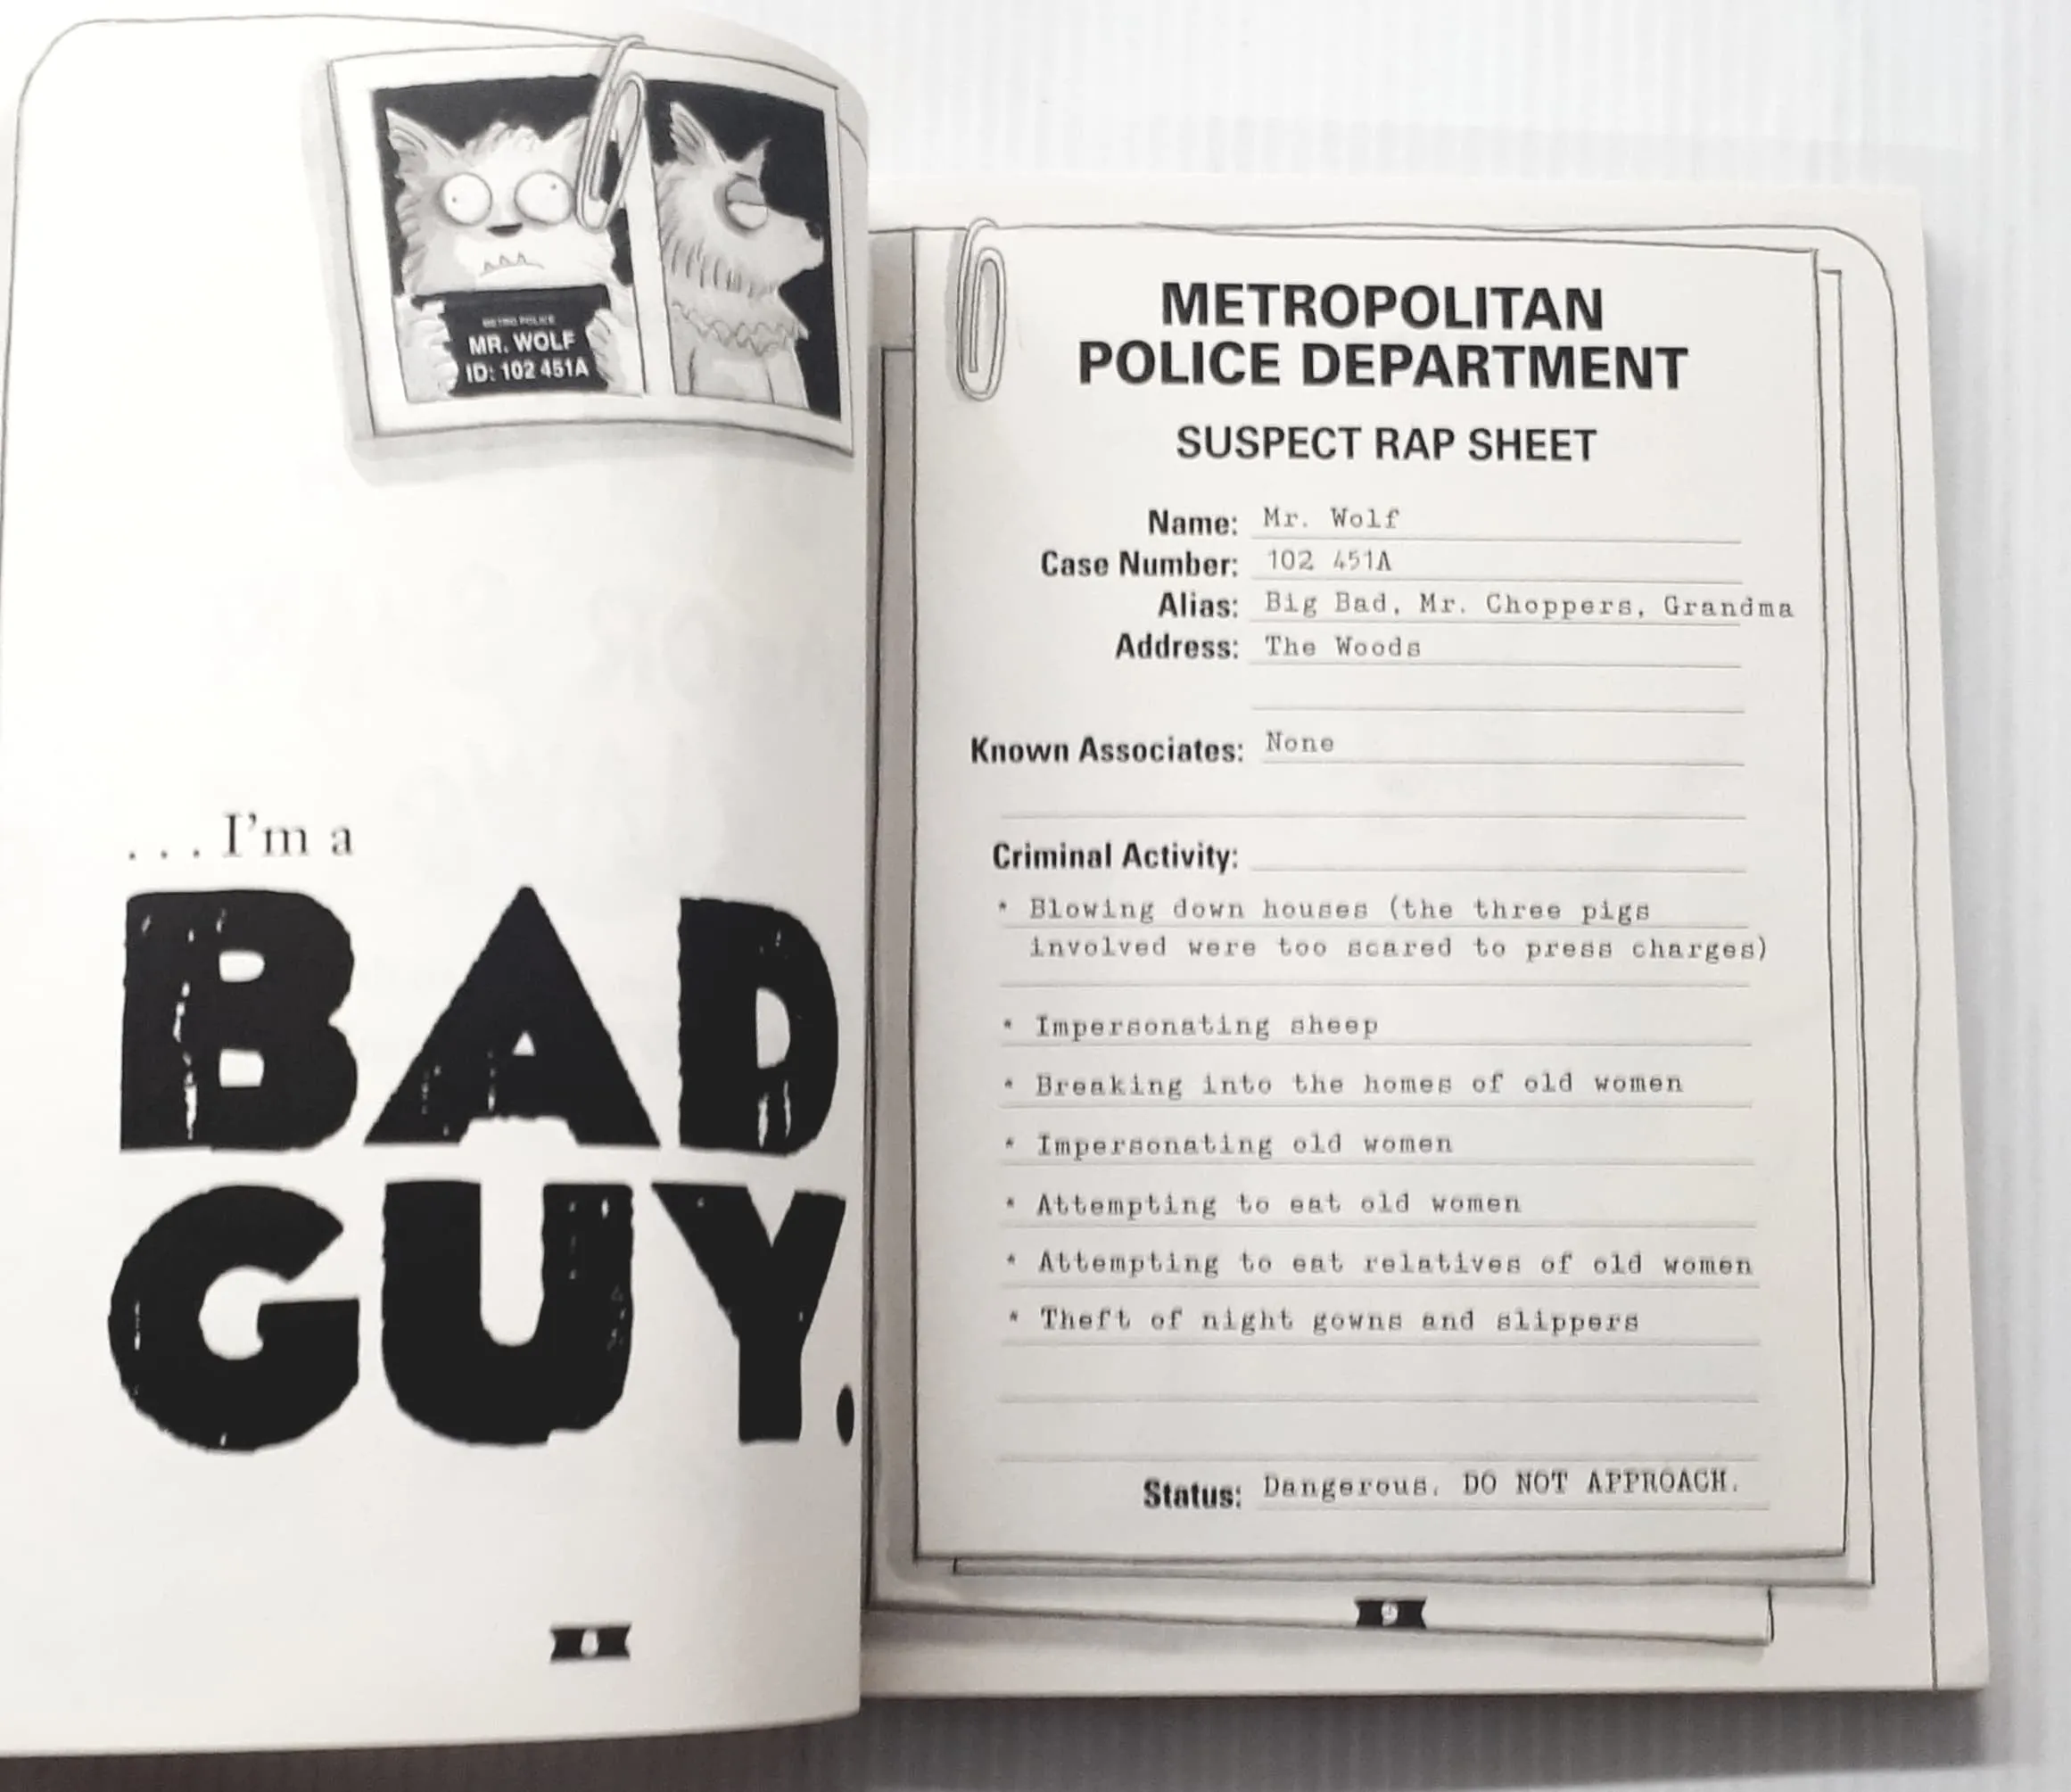 METRO POLICE
MR. WOLF
ID: 102 451A
...I'm a
BAD
GUY.
8
METROPOLITAN
POLICE DEPARTMENT
SUSPECT RAP SHEET
Name: Mr. Wolf
Case Number: 102 451A
Alias: Big Bad, Mr. Choppers, Grandma
Address: The Woods
Known Associates: None
Criminal Activity:
* Blowing down houses (the three pigs
involved were too scared to press charges)
* Impersonating sheep
* Breaking into the homes of old women
* Impersonating old women
* Attempting to eat old women
* Attempting to eat relatives of old women
* Theft of night gowns and slippers
Status: Dangerous. DO NOT APPROACH.
9